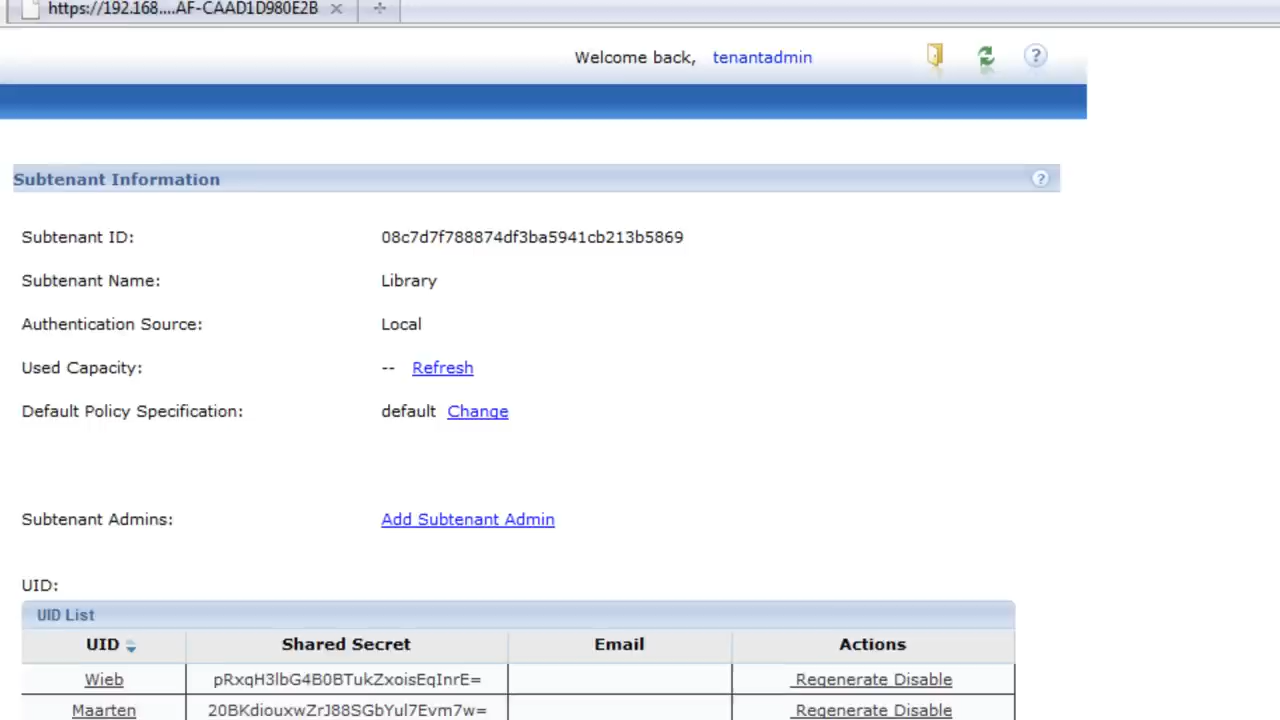 https://192.168....AF-CAAD1D980E2B
Welcome back, tenantadmin
Subtenant Information
Subtenant ID: 08c7d7f788874df3ba5941cb213b5869
Subtenant Name: Library
Authentication Source: Local
Used Capacity: -- Refresh
Default Policy Specification: default Change
Subtenant Admins: Add Subtenant Admin
UID:
UID List
UID Shared Secret Email Actions
Wieb pRxqH3lbG4B0BTukZxoisEqInrE= Regenerate Disable
Maarten 20BKdiouxwZrJ88SGbYul7Evm7w= Regenerate Disable